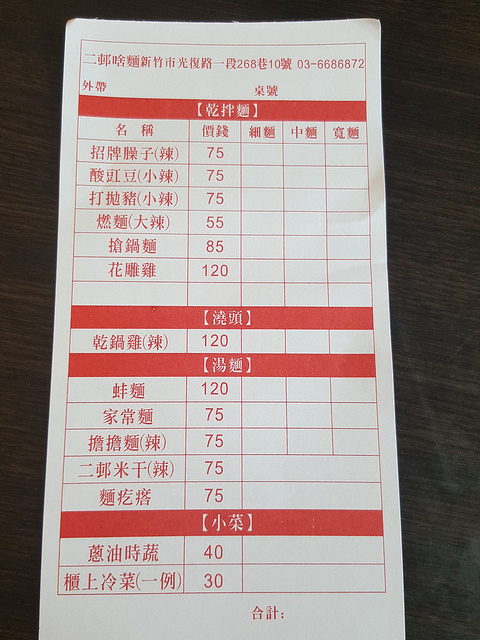 二邨啥麵新竹市光復路一段268巷10號 03-6686872
外帶 桌號
【乾拌麵】
名稱 價錢 細麵 中麵 寬麵
招牌臊子(辣) 75
酸豇豆(小辣) 75
打拋豬(小辣) 75
燃麵(大辣) 55
搶鍋麵 85
花雕雞 120
【澆頭】
乾鍋雞(辣) 120
【湯麵】
蚌麵 120
家常麵 75
擔擔麵(辣) 75
二邨米干(辣) 75
麵疙瘩 75
【小菜】
蔥油時蔬 40
櫃上冷菜(一例) 30
合計：